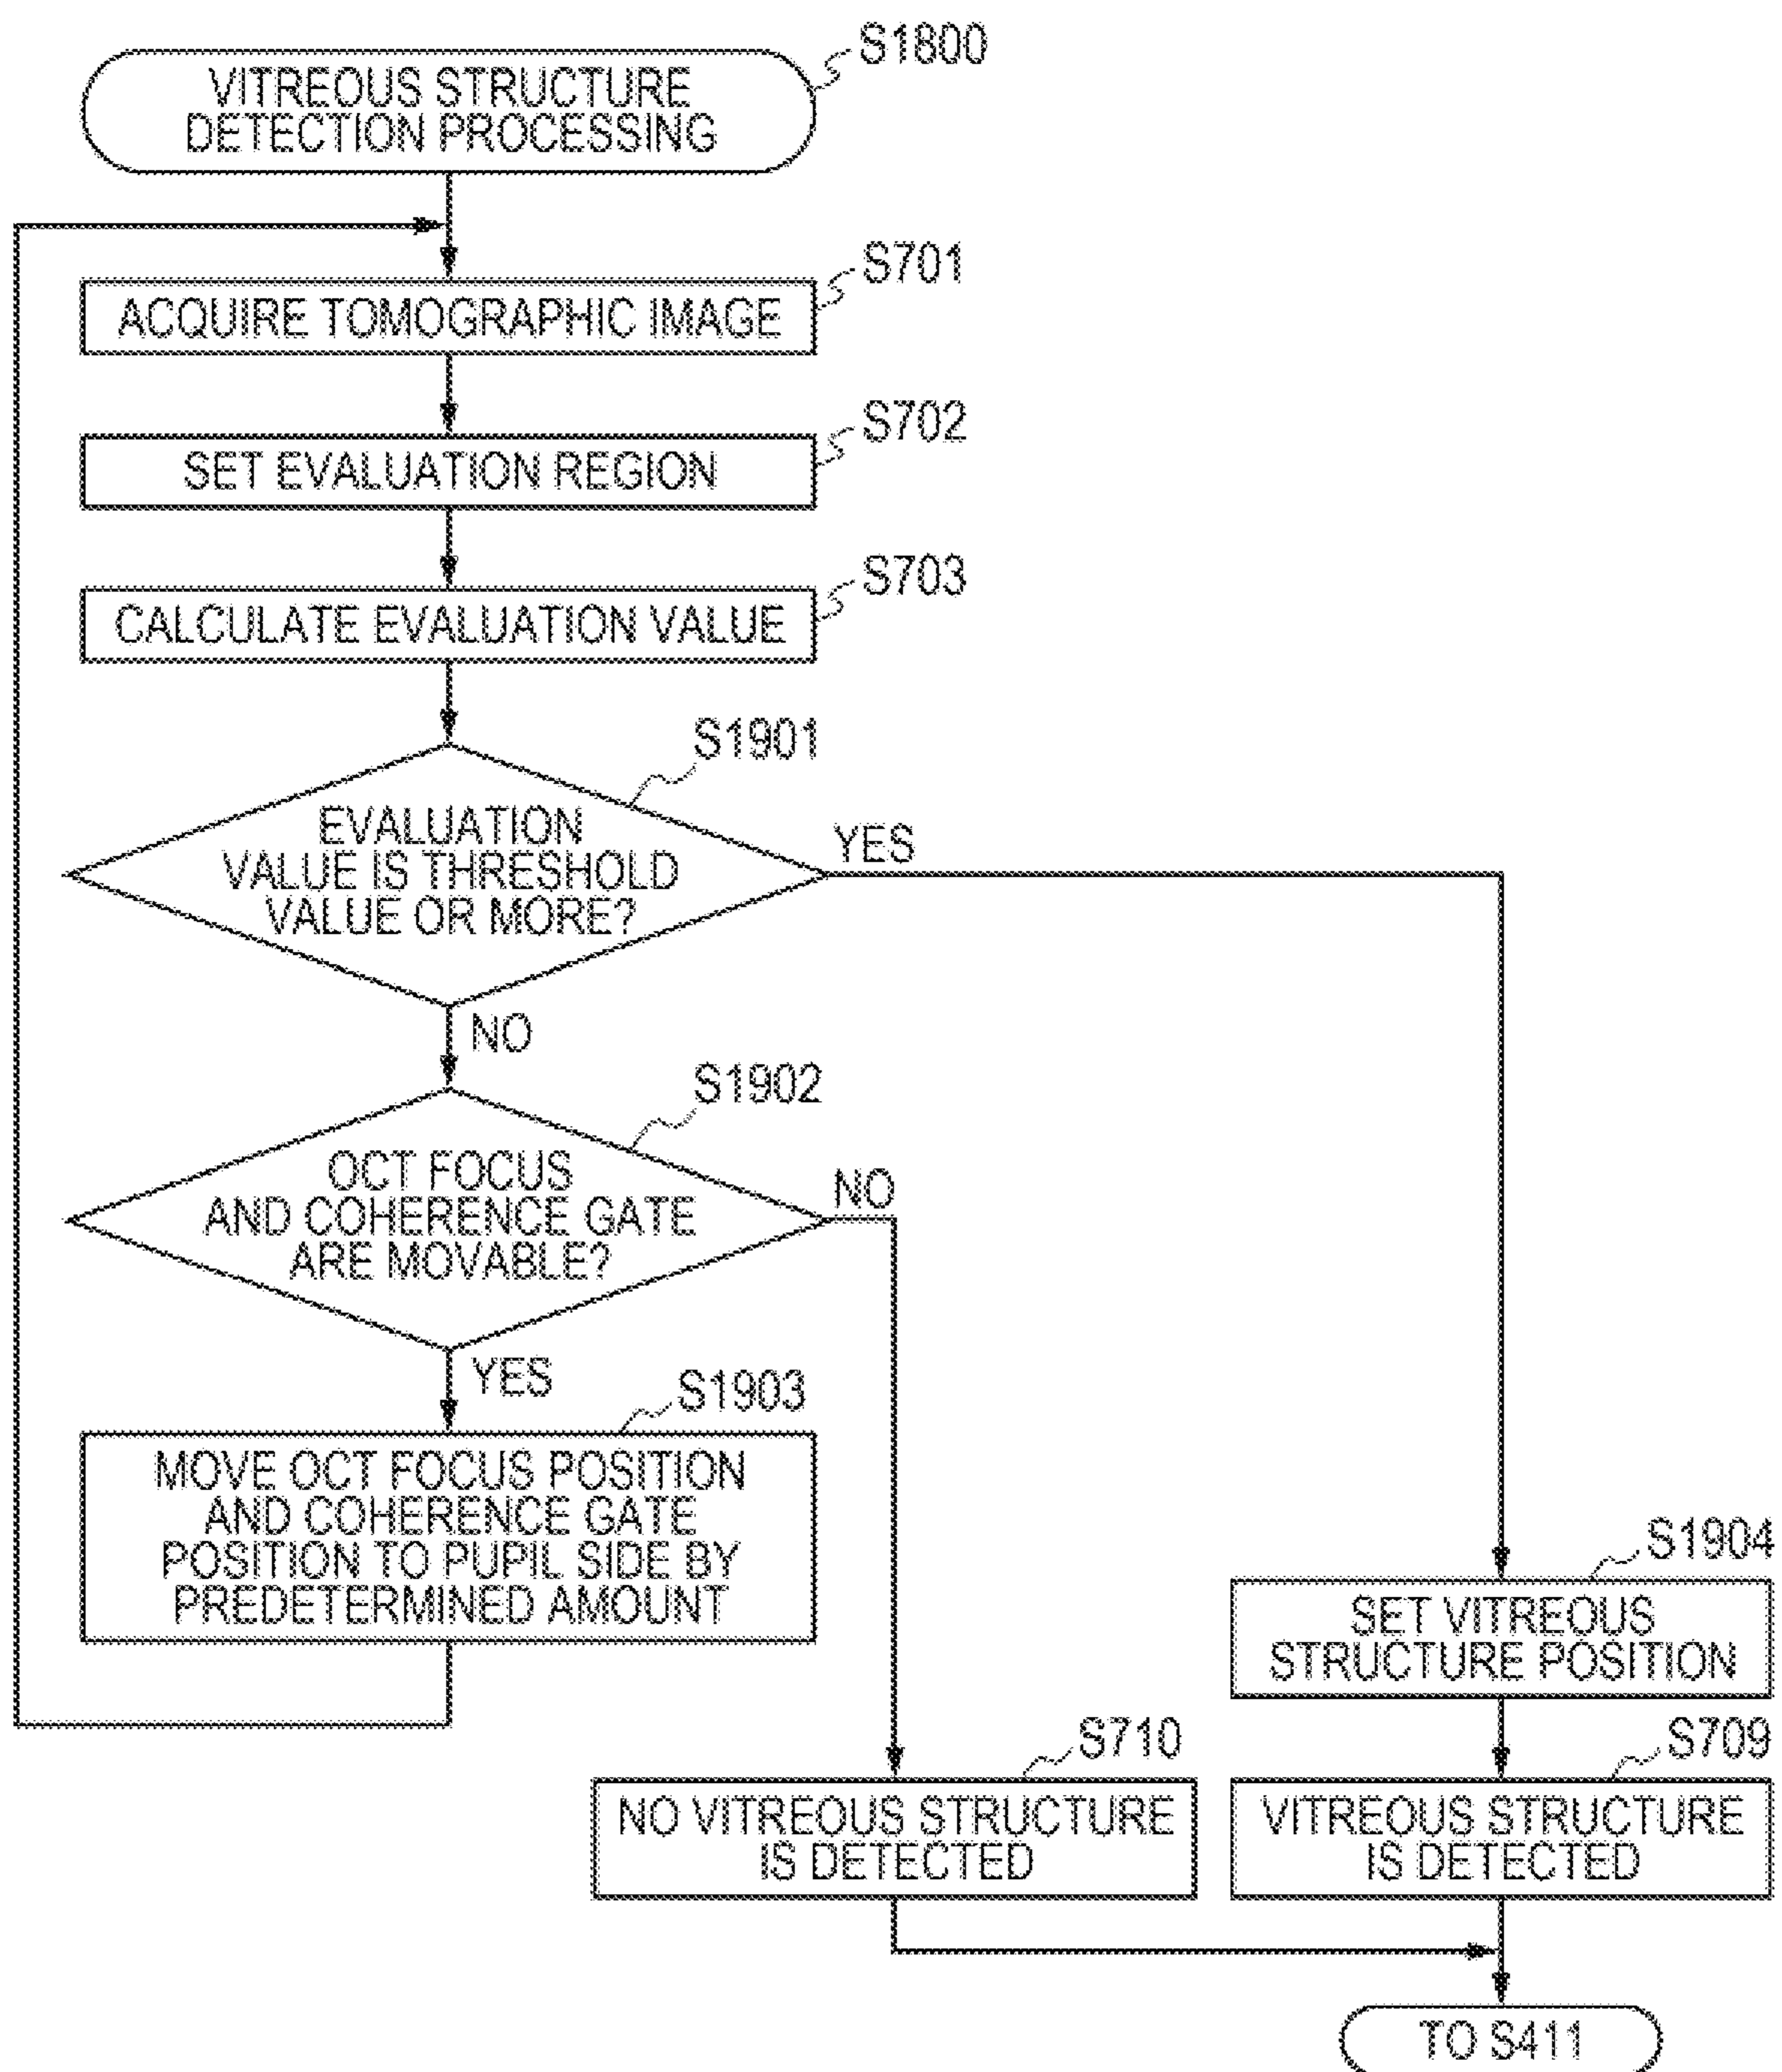 S1800
VITREOUS STRUCTURE
DETECTION PROCESSING
S701
ACQUIRE TOMOGRAPHIC IMAGE
S702
SET EVALUATION REGION
S703
CALCULATE EVALUATION VALUE
S1901
EVALUATION
VALUE IS THRESHOLD
VALUE OR MORE?
YES
NO
S1902
OCT FOCUS
AND COHERENCE GATE
ARE MOVABLE?
NO
YES
S1903
MOVE OCT FOCUS POSITION
AND COHERENCE GATE
POSITION TO PUPIL SIDE BY
PREDETERMINED AMOUNT
S1904
SET VITREOUS
STRUCTURE POSITION
S710
NO VITREOUS STRUCTURE
IS DETECTED
S709
VITREOUS STRUCTURE
IS DETECTED
TO S411